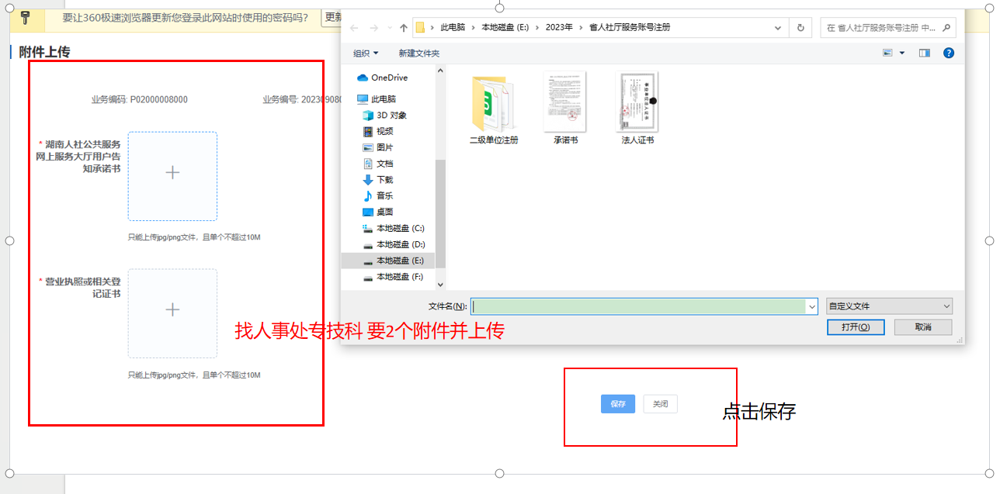 要让360极速浏览器更新您登录此网站时使用的密码吗？
更新
附件上传
业务编码: P02000008000
业务编号: 202309080
* 湖南人社公共服务
网上服务大厅用户告
知承诺书
只能上传jpg/png文件，且单个不超过10M
* 营业执照或相关登
记证书
只能上传jpg/png文件，且单个不超过10M
此电脑 › 本地磁盘 (E:) › 2023年 › 省人社厅服务账号注册
在 省人社厅服务账号注册 中...
组织
新建文件夹
OneDrive
此电脑
3D 对象
视频
图片
文档
下载
音乐
桌面
本地磁盘 (C:)
本地磁盘 (D:)
本地磁盘 (E:)
本地磁盘 (F:)
二级单位注册
承诺书
法人证书
文件名(N):
自定义文件
打开(O)
取消
找人事处专技科 要2个附件并上传
保存
关闭
点击保存